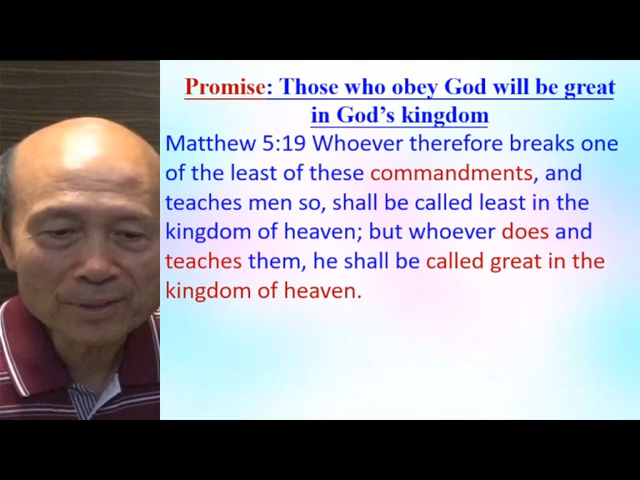 Promise: Those who obey God will be great
in God’s kingdom
Matthew 5:19 Whoever therefore breaks one
of the least of these commandments, and
teaches men so, shall be called least in the
kingdom of heaven; but whoever does and
teaches them, he shall be called great in the
kingdom of heaven.